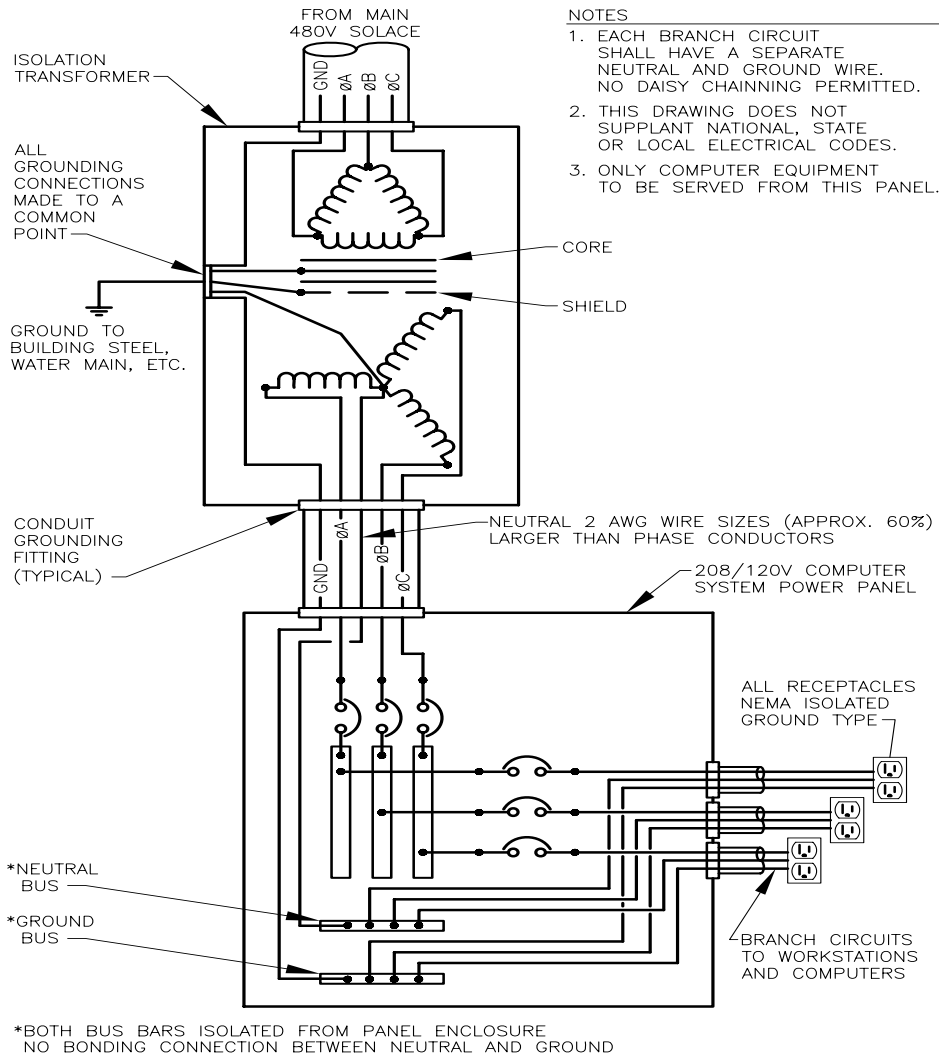 FROM MAIN
480V SOLACE
GND
ØA
ØB
ØC
NOTES
1. EACH BRANCH CIRCUIT
SHALL HAVE A SEPARATE
NEUTRAL AND GROUND WIRE.
NO DAISY CHAINNING PERMITTED.
2. THIS DRAWING DOES NOT
SUPPLANT NATIONAL, STATE
OR LOCAL ELECTRICAL CODES.
3. ONLY COMPUTER EQUIPMENT
TO BE SERVED FROM THIS PANEL.
ISOLATION
TRANSFORMER
ALL
GROUNDING
CONNECTIONS
MADE TO A
COMMON
POINT
CORE
SHIELD
GROUND TO
BUILDING STEEL,
WATER MAIN, ETC.
CONDUIT
GROUNDING
FITTING
(TYPICAL)
GND
ØA
ØB
ØC
NEUTRAL 2 AWG WIRE SIZES (APPROX. 60%)
LARGER THAN PHASE CONDUCTORS
208/120V COMPUTER
SYSTEM POWER PANEL
ALL RECEPTACLES
NEMA ISOLATED
GROUND TYPE
*NEUTRAL
BUS
*GROUND
BUS
BRANCH CIRCUITS
TO WORKSTATIONS
AND COMPUTERS
*BOTH BUS BARS ISOLATED FROM PANEL ENCLOSURE
NO BONDING CONNECTION BETWEEN NEUTRAL AND GROUND